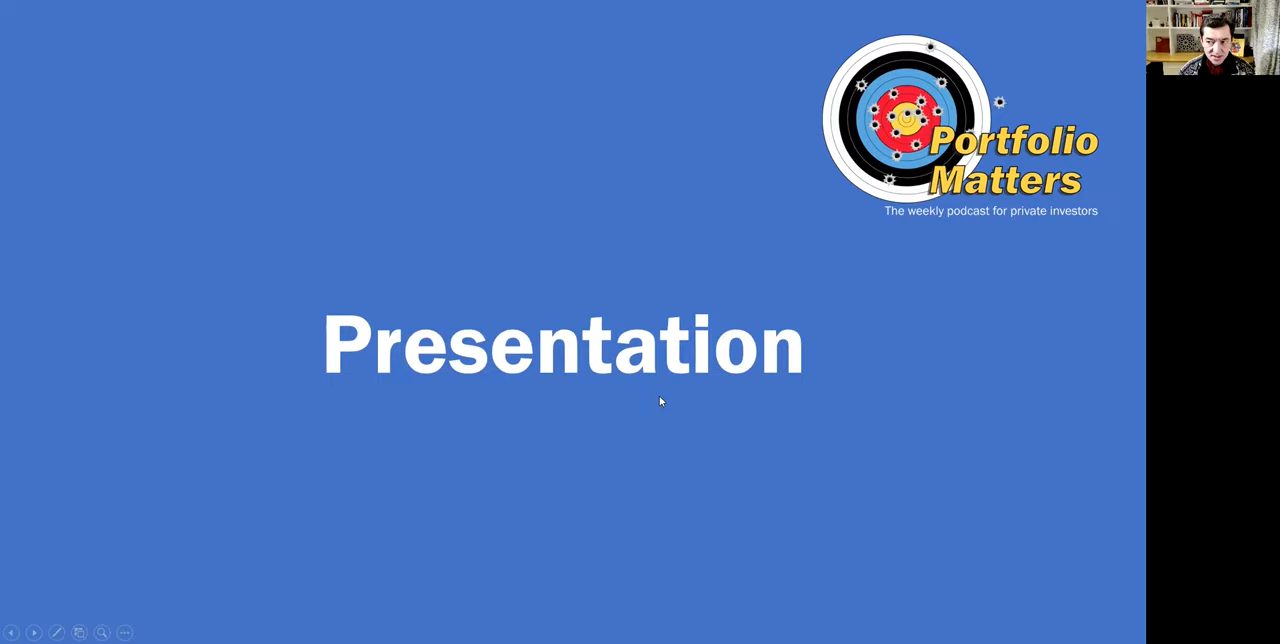 Portfolio
Matters
The weekly podcast for private investors
Presentation